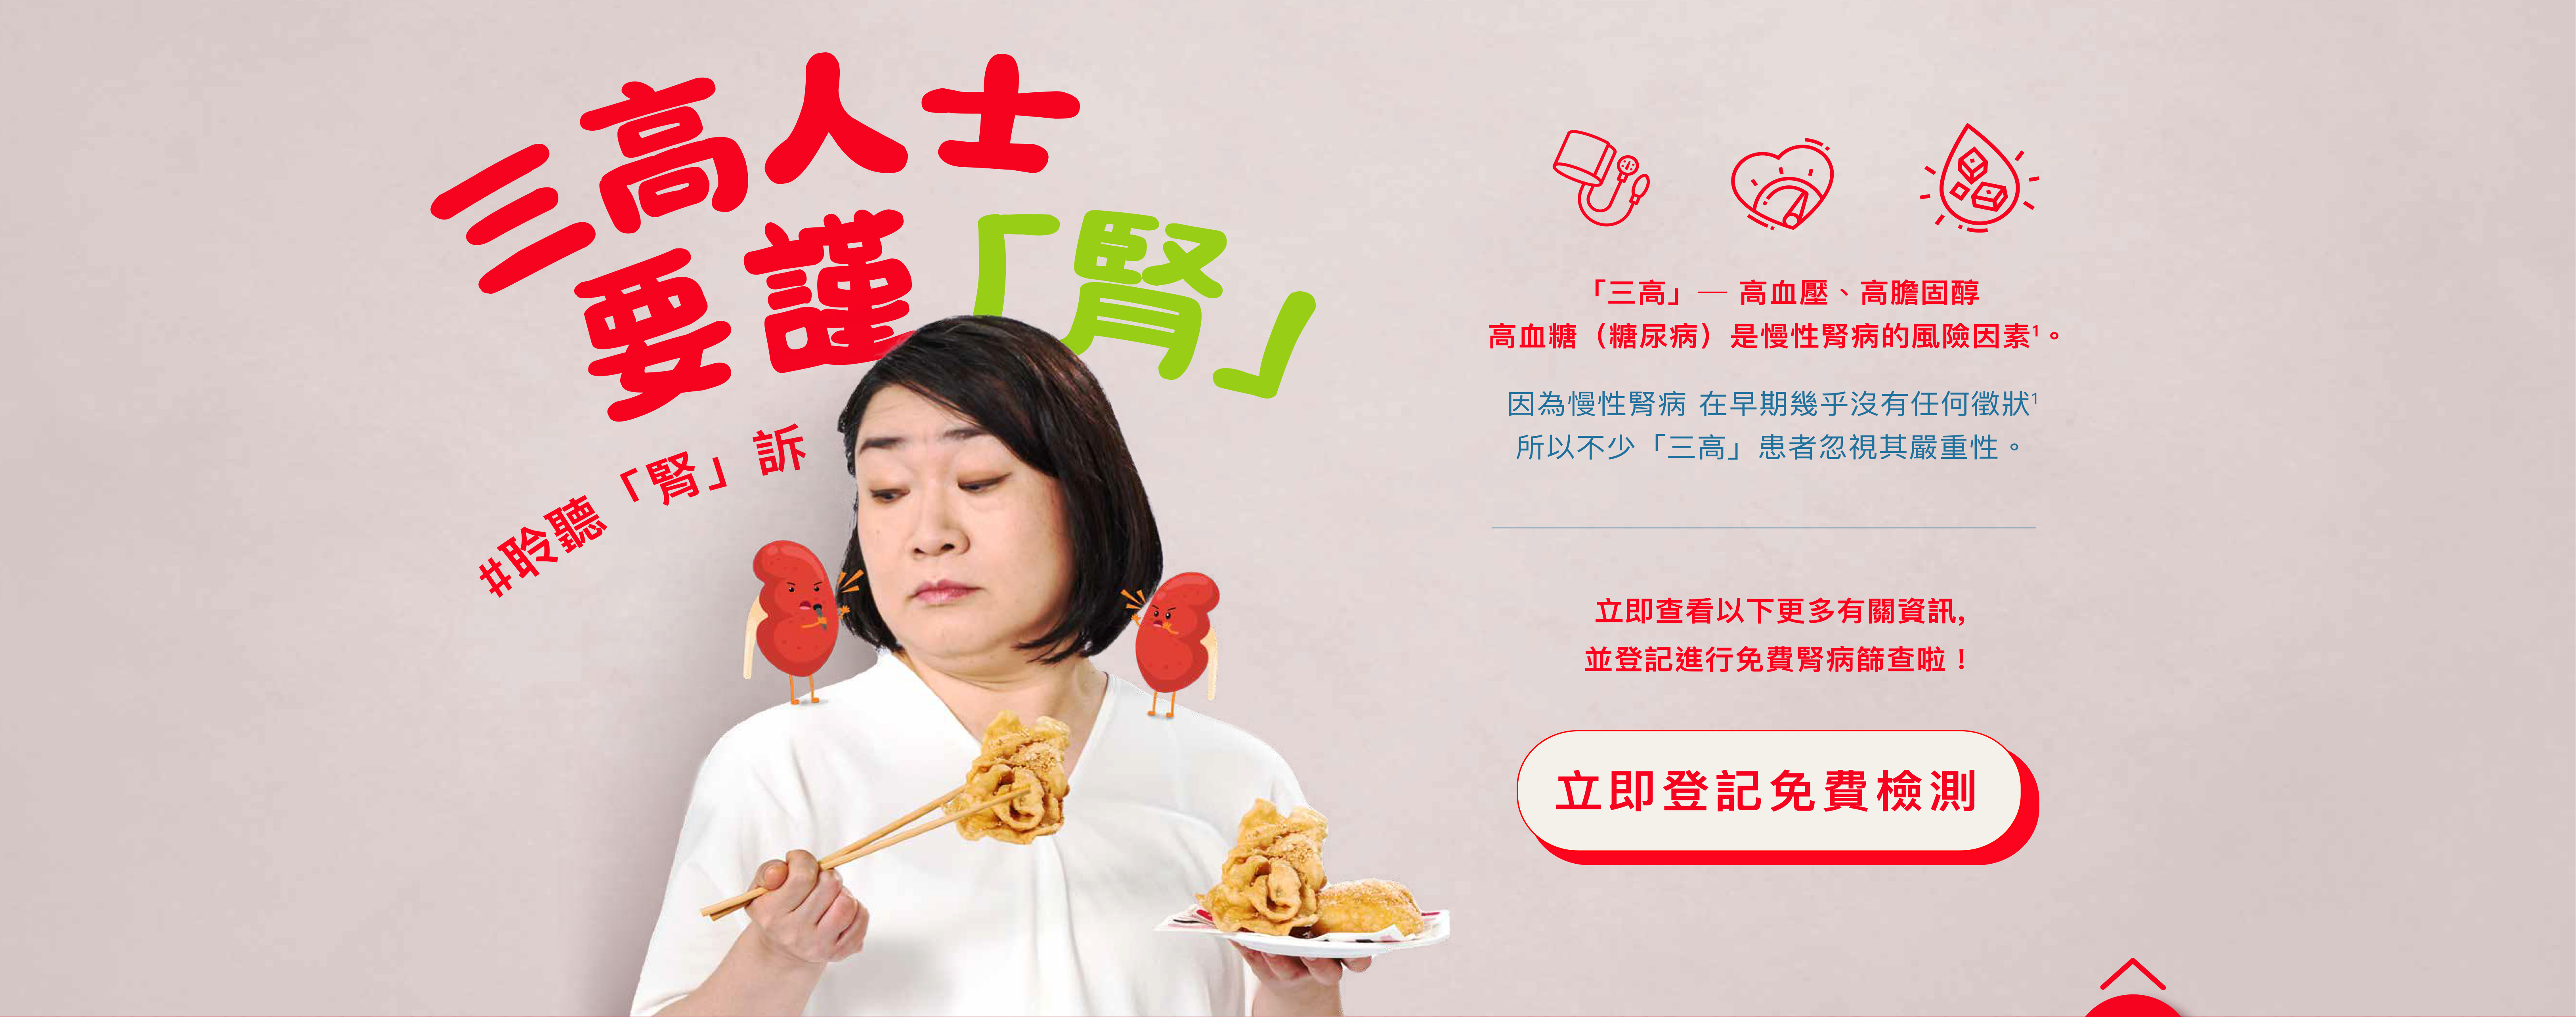 三高人士
要謹「腎」
#聆聽「腎」訴
「三高」— 高血壓、高膽固醇
高血糖（糖尿病）是慢性腎病的風險因素¹。
因為慢性腎病 在早期幾乎沒有任何徵狀¹
所以不少「三高」患者忽視其嚴重性。
立即查看以下更多有關資訊,
並登記進行免費腎病篩查啦！
立即登記免費檢測